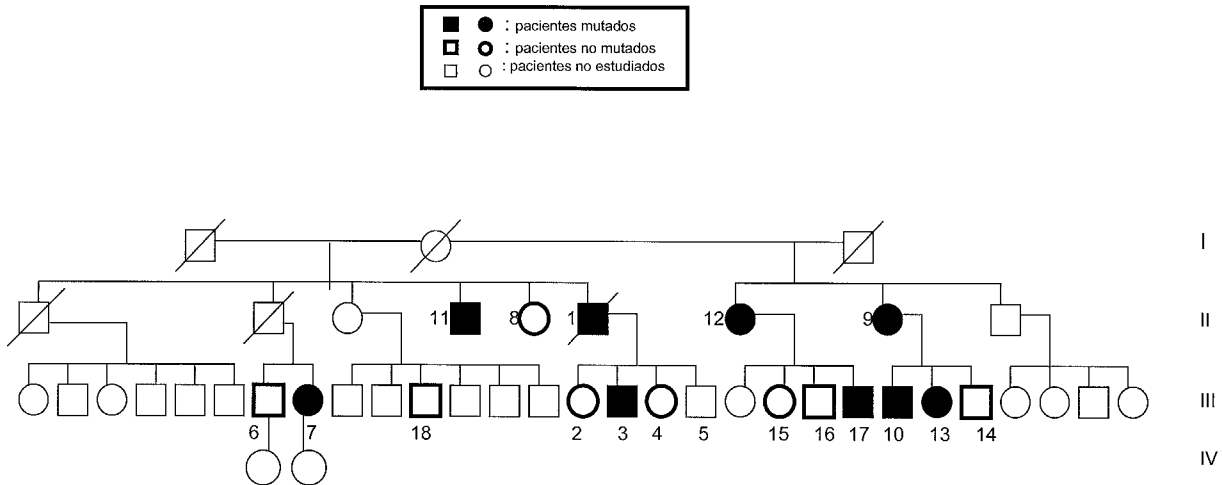 : pacientes mutados
: pacientes no mutados
: pacientes no estudiados
I
11 8 1 12 9 II
III
6 7 18 2 3 4 5 15 16 17 10 13 14
IV